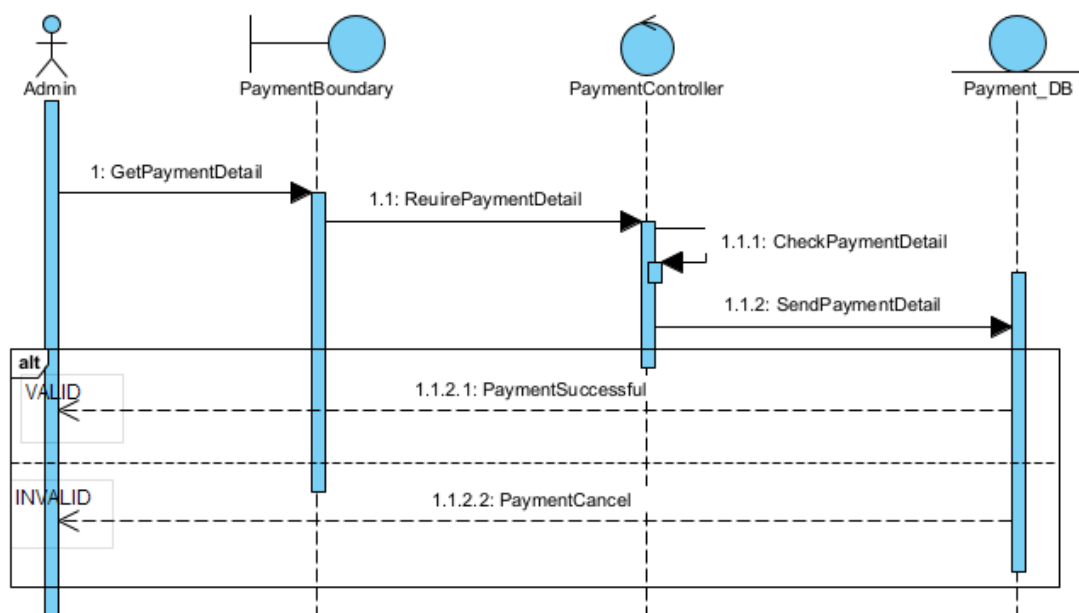 Admin
PaymentBoundary
PaymentController
Payment_DB
1: GetPaymentDetail
1.1: ReuirePaymentDetail
1.1.1: CheckPaymentDetail
1.1.2: SendPaymentDetail
alt
VALID
1.1.2.1: PaymentSuccessful
INVALID
1.1.2.2: PaymentCancel